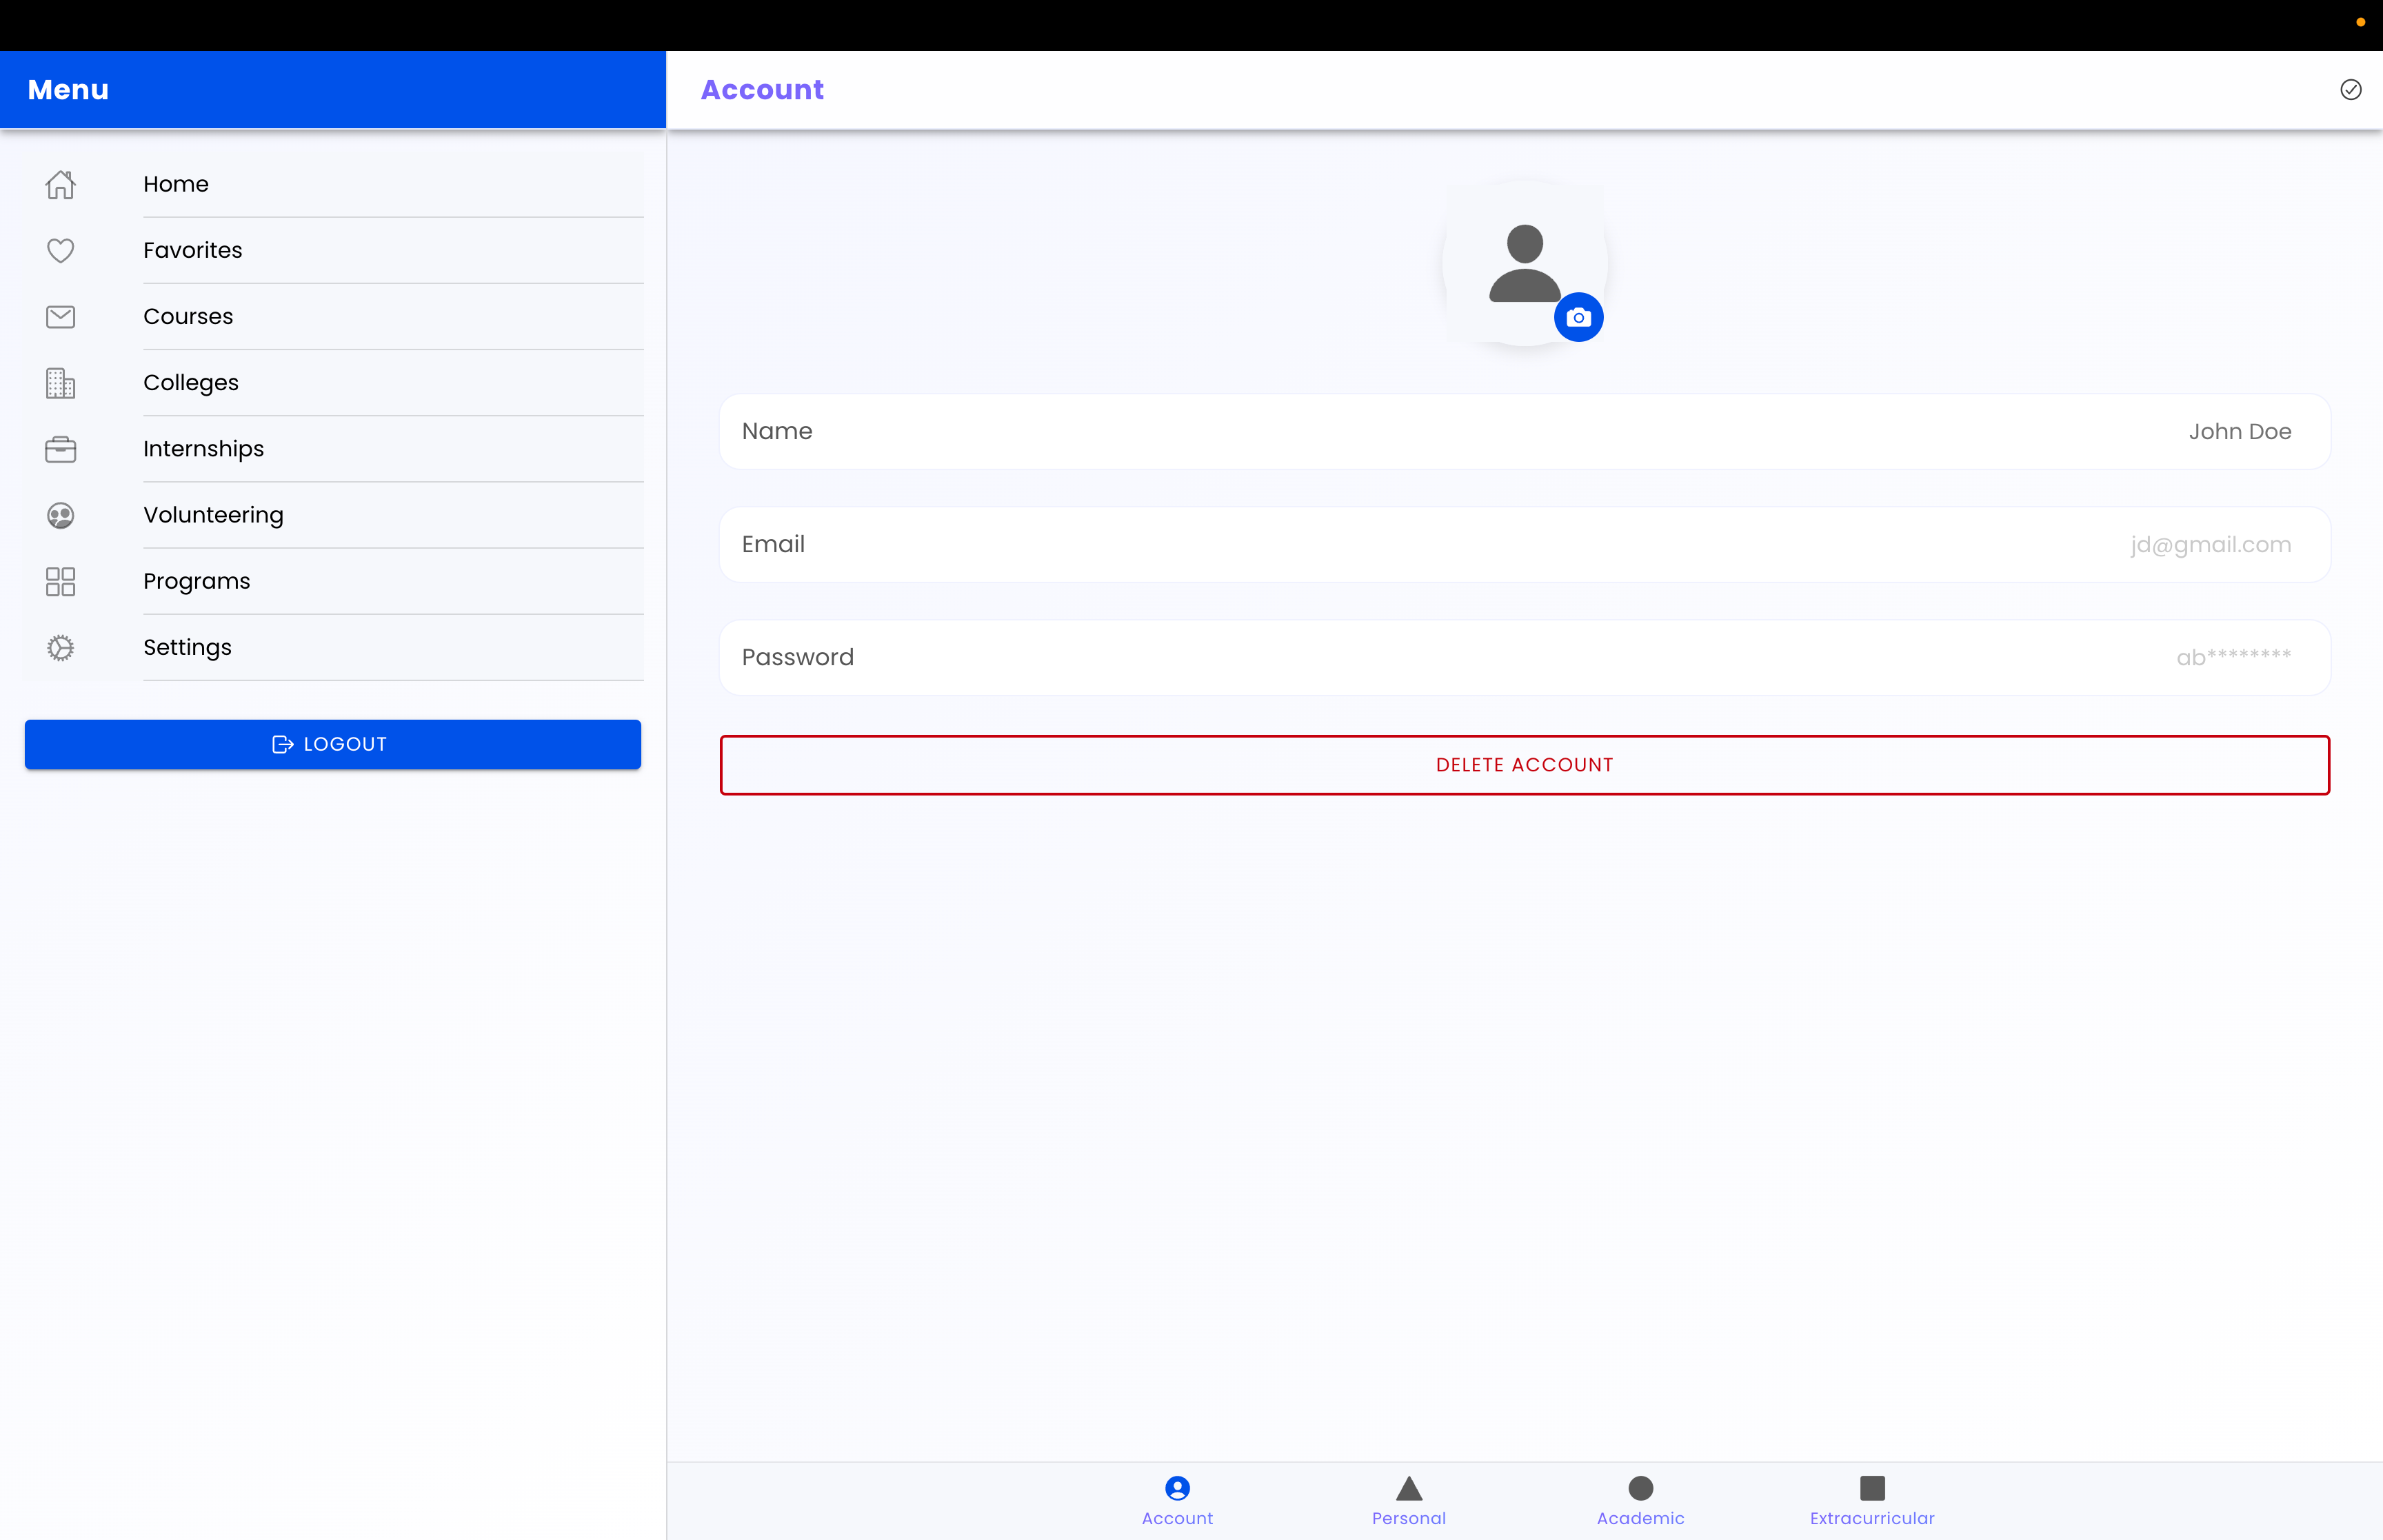 Menu
Account
Home
Favorites
Courses
Colleges
Internships
Volunteering
Programs
Settings
LOGOUT
Name
John Doe
Email
jd@gmail.com
Password
ab********
DELETE ACCOUNT
Account
Personal
Academic
Extracurricular